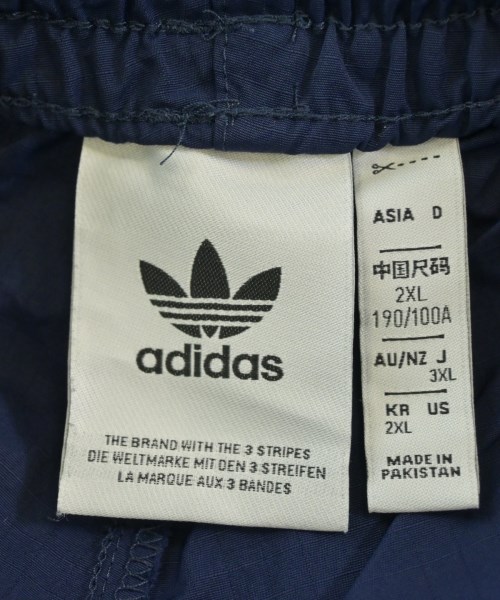 adidas
THE BRAND WITH THE 3 STRIPES
DIE WELTMARKE MIT DEN 3 STREIFEN
LA MARQUE AUX 3 BANDES
ASIA D
中国尺码
2XL
190/100A
AU/NZ J
3XL
KR US
2XL
MADE IN
PAKISTAN